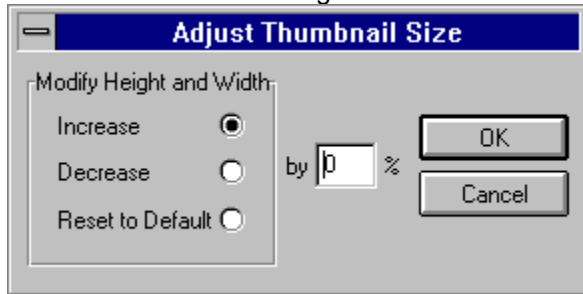 Adjust Thumbnail Size
Modify Height and Width
Increase
Decrease
Reset to Default
by 0 %
OK
Cancel